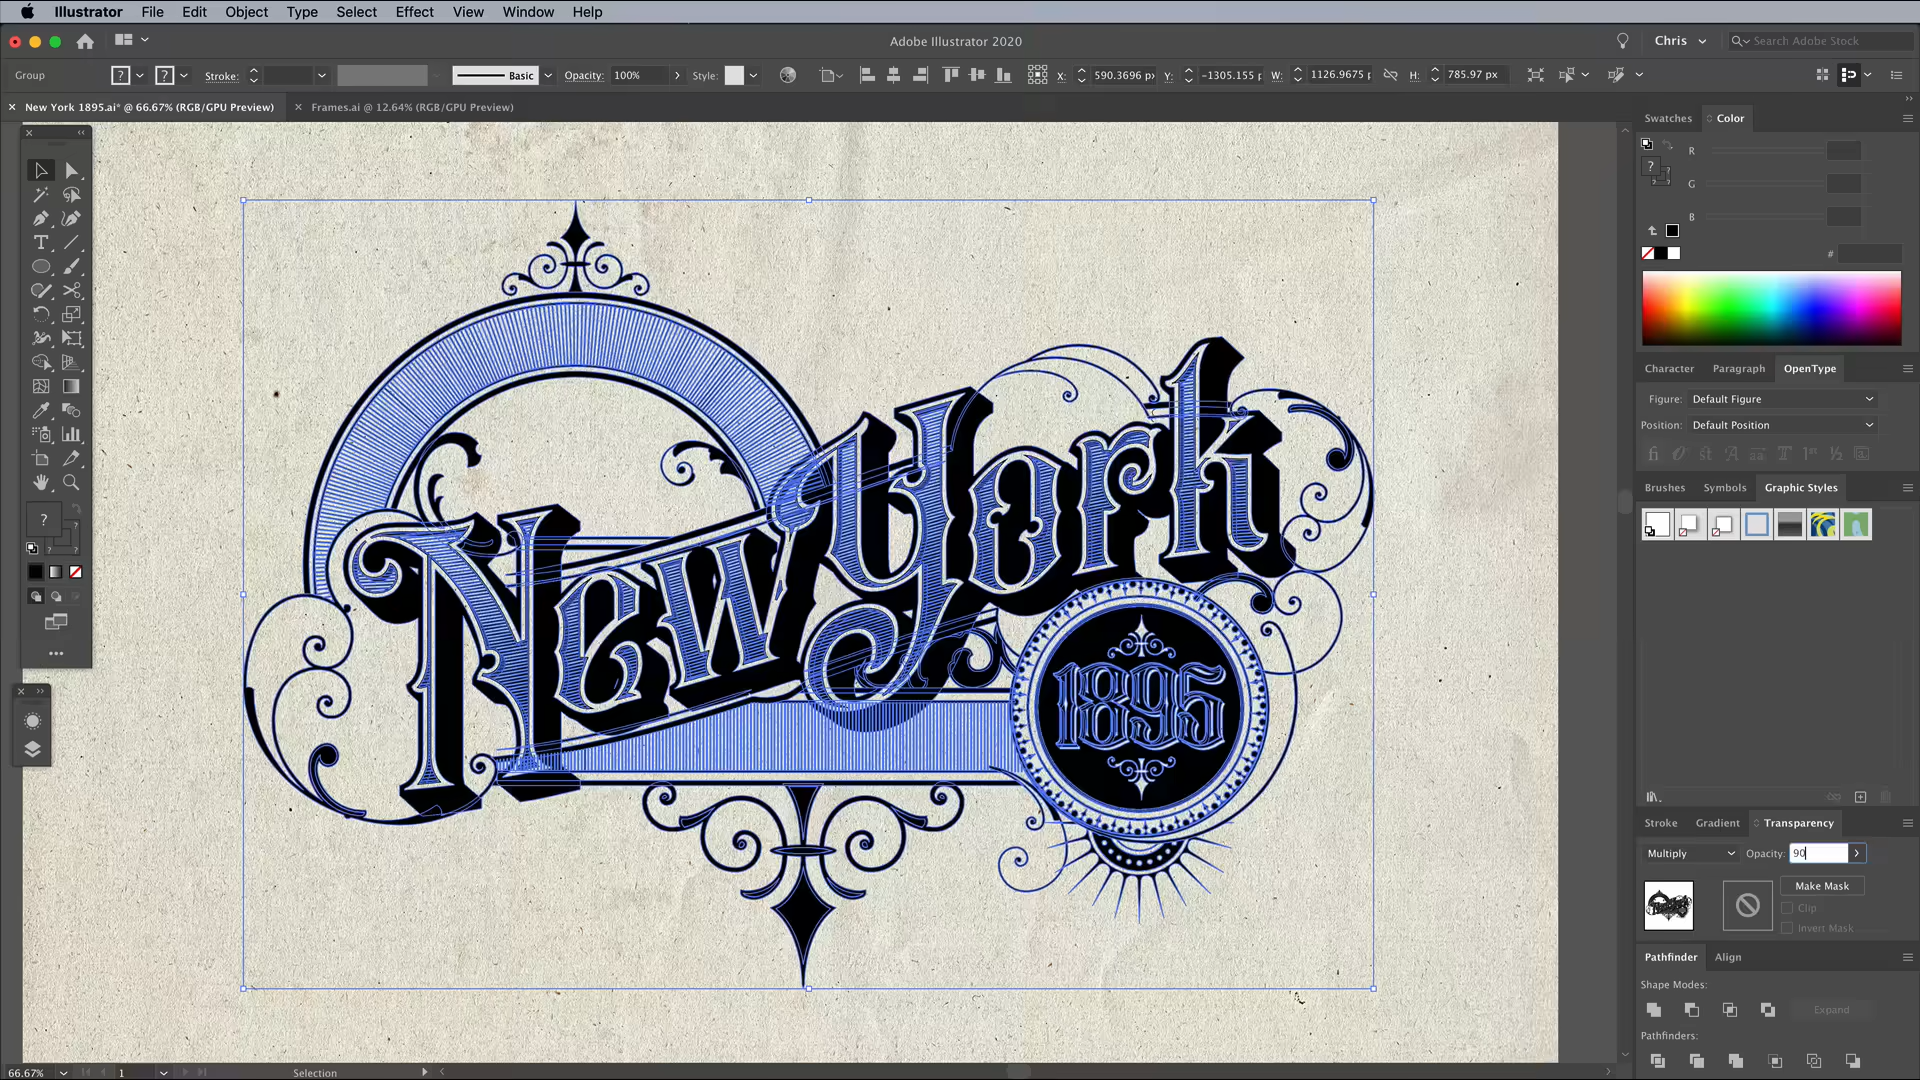 Illustrator File Edit Object Type Select Effect View Window Help
Adobe Illustrator 2020
Chris
Search Adobe Stock
Group
?
?
Stroke:
Basic
Opacity: 100%
Style:
X: 590.3696 px
Y: -1305.155 p
W: 1126.9675 p
H: 785.97 px
New York 1895.ai* @ 66.67% (RGB/GPU Preview)
Frames.ai @ 12.64% (RGB/GPU Preview)
New York
1895
Swatches Color
R
G
B
#
Character Paragraph OpenType
Figure: Default Figure
Position: Default Position
Brushes Symbols Graphic Styles
Stroke Gradient Transparency
Multiply Opacity: 90
Make Mask
Clip
Invert Mask
Pathfinder Align
Shape Modes:
Expand
Pathfinders:
66.67% 1 Selection